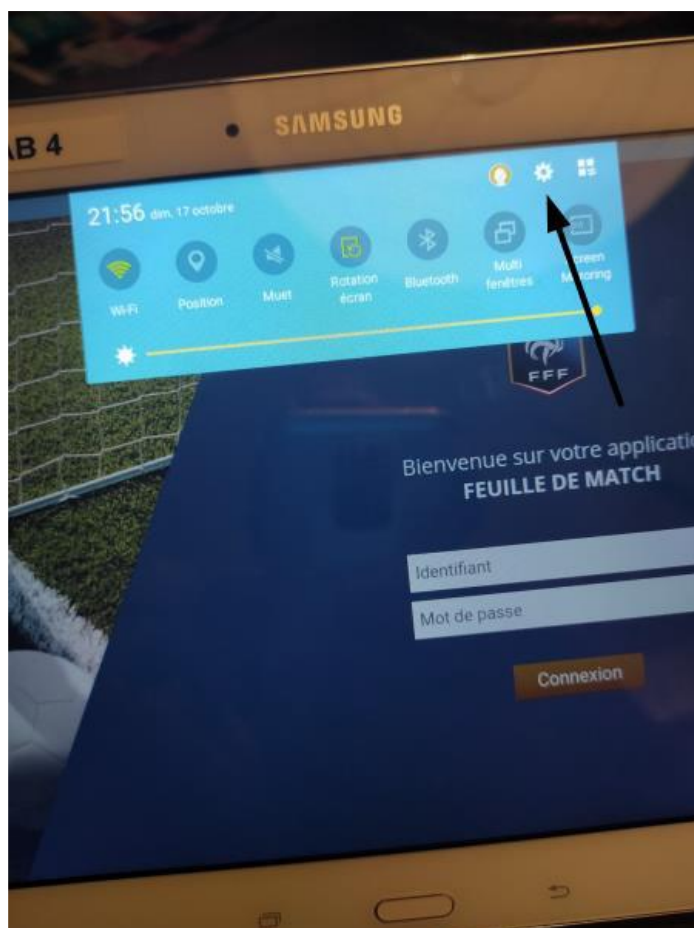 AB 4
SAMSUNG
21:56 dim. 17 octobre
Wi-Fi
Position
Muet
Rotation
écran
Bluetooth
Multi
fenêtres
Screen
Mirroring
FFF
Bienvenue sur votre applicatio
FEUILLE DE MATCH
Identifiant
Mot de passe
Connexion